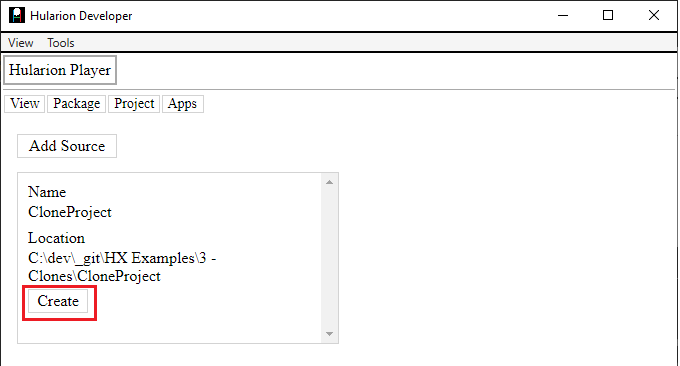 Hularion Developer
View Tools
Hularion Player
View Package Project Apps
Add Source
Name
CloneProject
Location
C:\dev\_git\HX Examples\3 -
Clones\CloneProject
Create